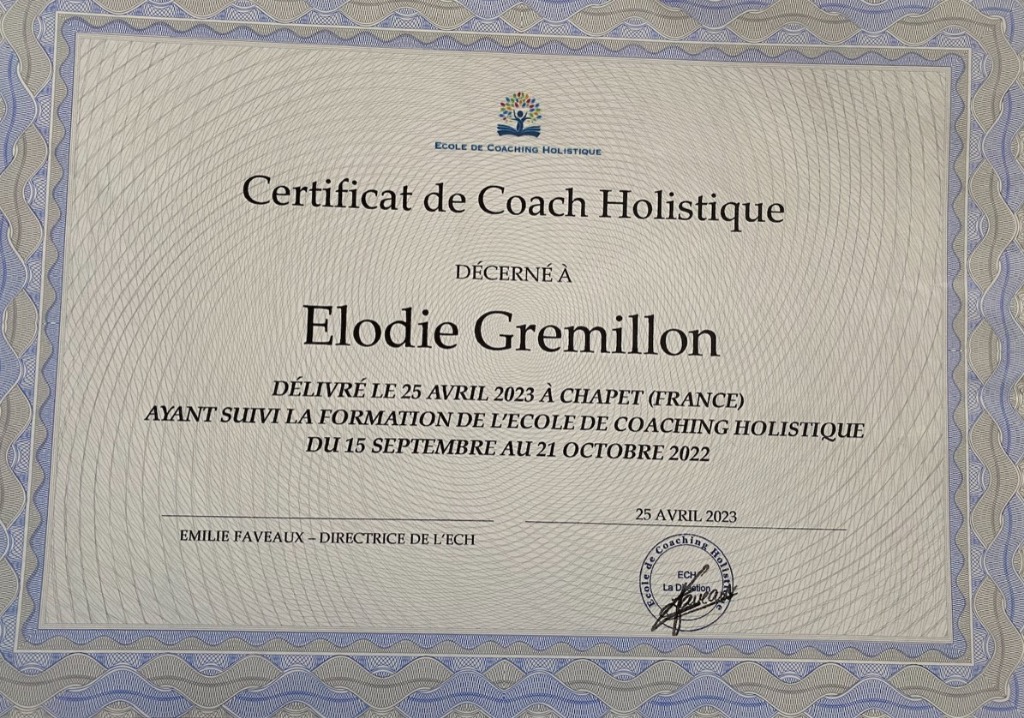 ECOLE DE COACHING HOLISTIQUE
Certificat de Coach Holistique
DÉCERNÉ À
Elodie Gremillon
DÉLIVRÉ LE 25 AVRIL 2023 À CHAPET (FRANCE)
AYANT SUIVI LA FORMATION DE L'ECOLE DE COACHING HOLISTIQUE
DU 15 SEPTEMBRE AU 21 OCTOBRE 2022
25 AVRIL 2023
EMILIE FAVEAUX – DIRECTRICE DE L'ECH
Ecole de Coaching Holistique
ECH
La Direction
Faveaux